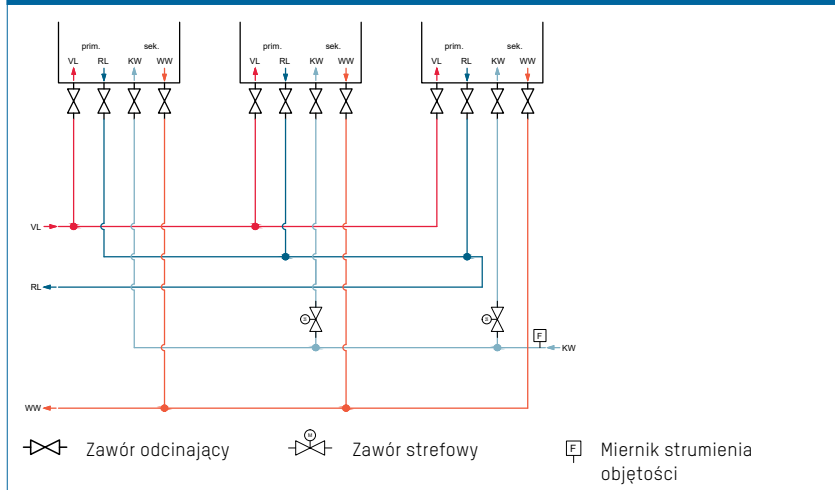 prim. sek. prim. sek. prim. sek.
VL RL KW WW VL RL KW WW VL RL KW WW
VL
RL
F
KW
WW
M
Zawór odcinający Zawór strefowy F Miernik strumienia
objętości